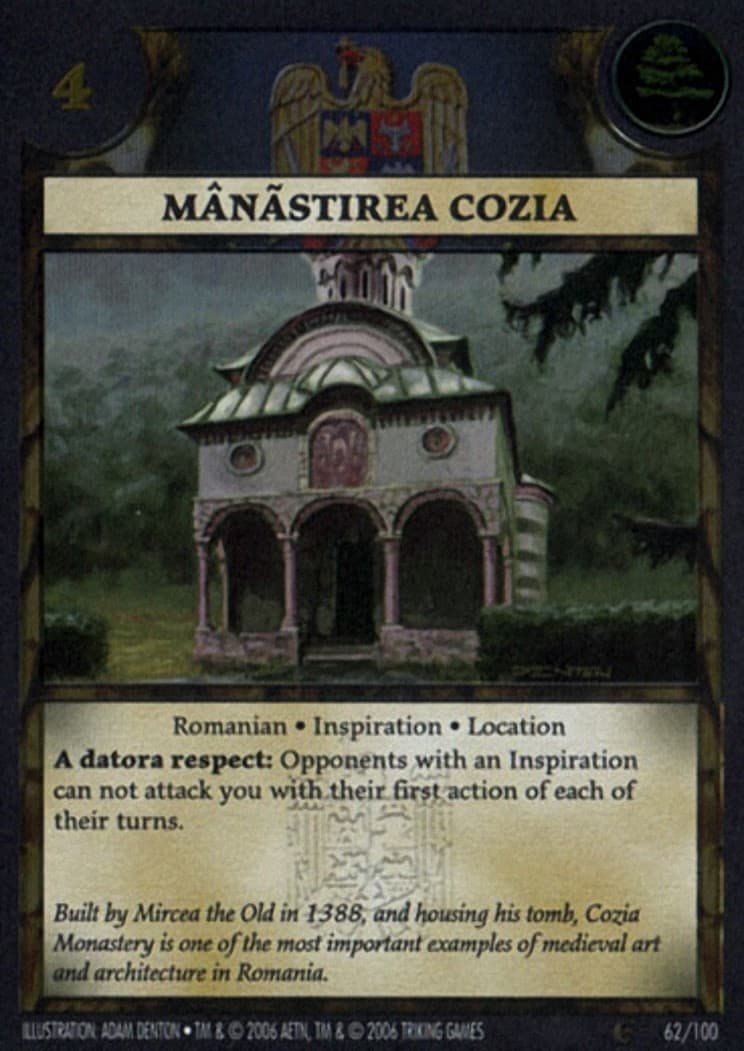 4
MÂNÃSTIREA COZIA
DENTON
Romanian • Inspiration • Location
A datora respect: Opponents with an Inspiration
can not attack you with their first action of each of
their turns.
Built by Mircea the Old in 1388, and housing his tomb, Cozia
Monastery is one of the most important examples of medieval art
and architecture in Romania.
ILLUSTRATION: ADAM DENTON • TM & © 2006 AETN, TM & © 2006 TRIKING GAMES
62/100